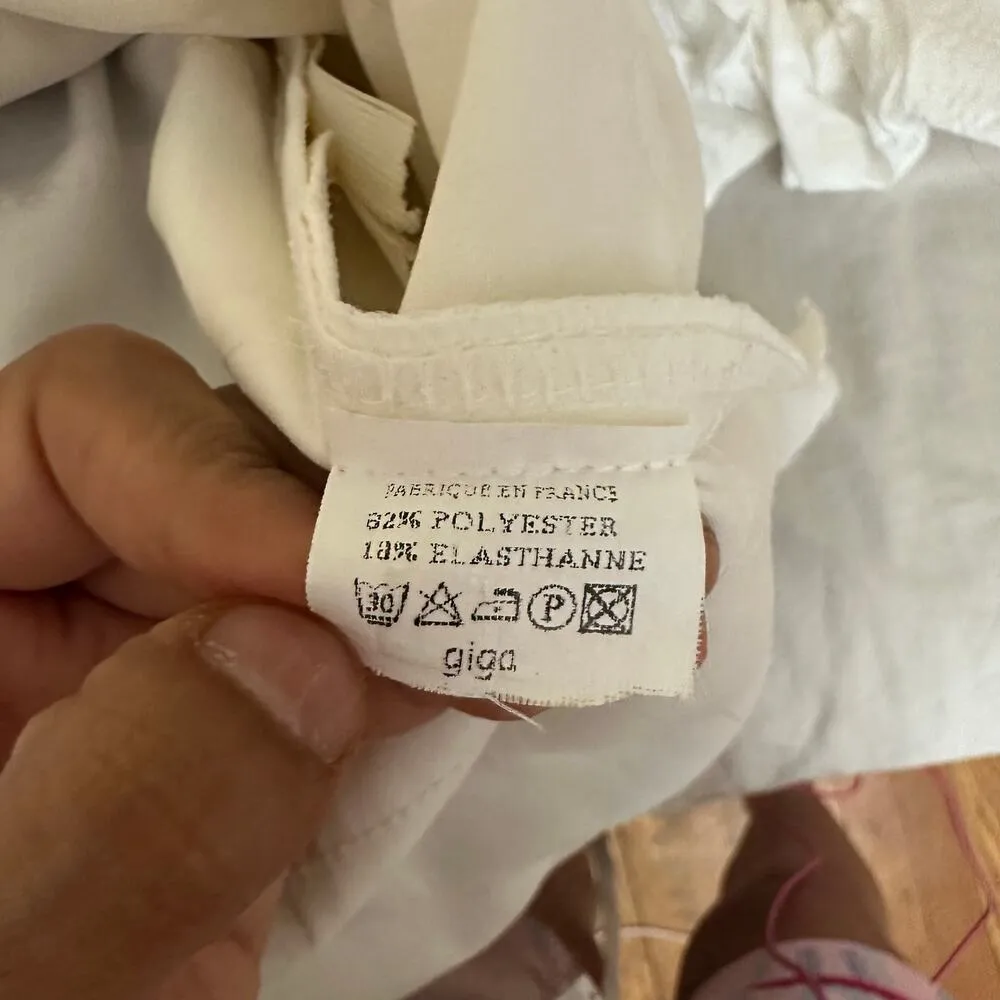 FABRIQUE EN FRANCE
82% POLYESTER
18% ELASTHANNE
30 P
giga